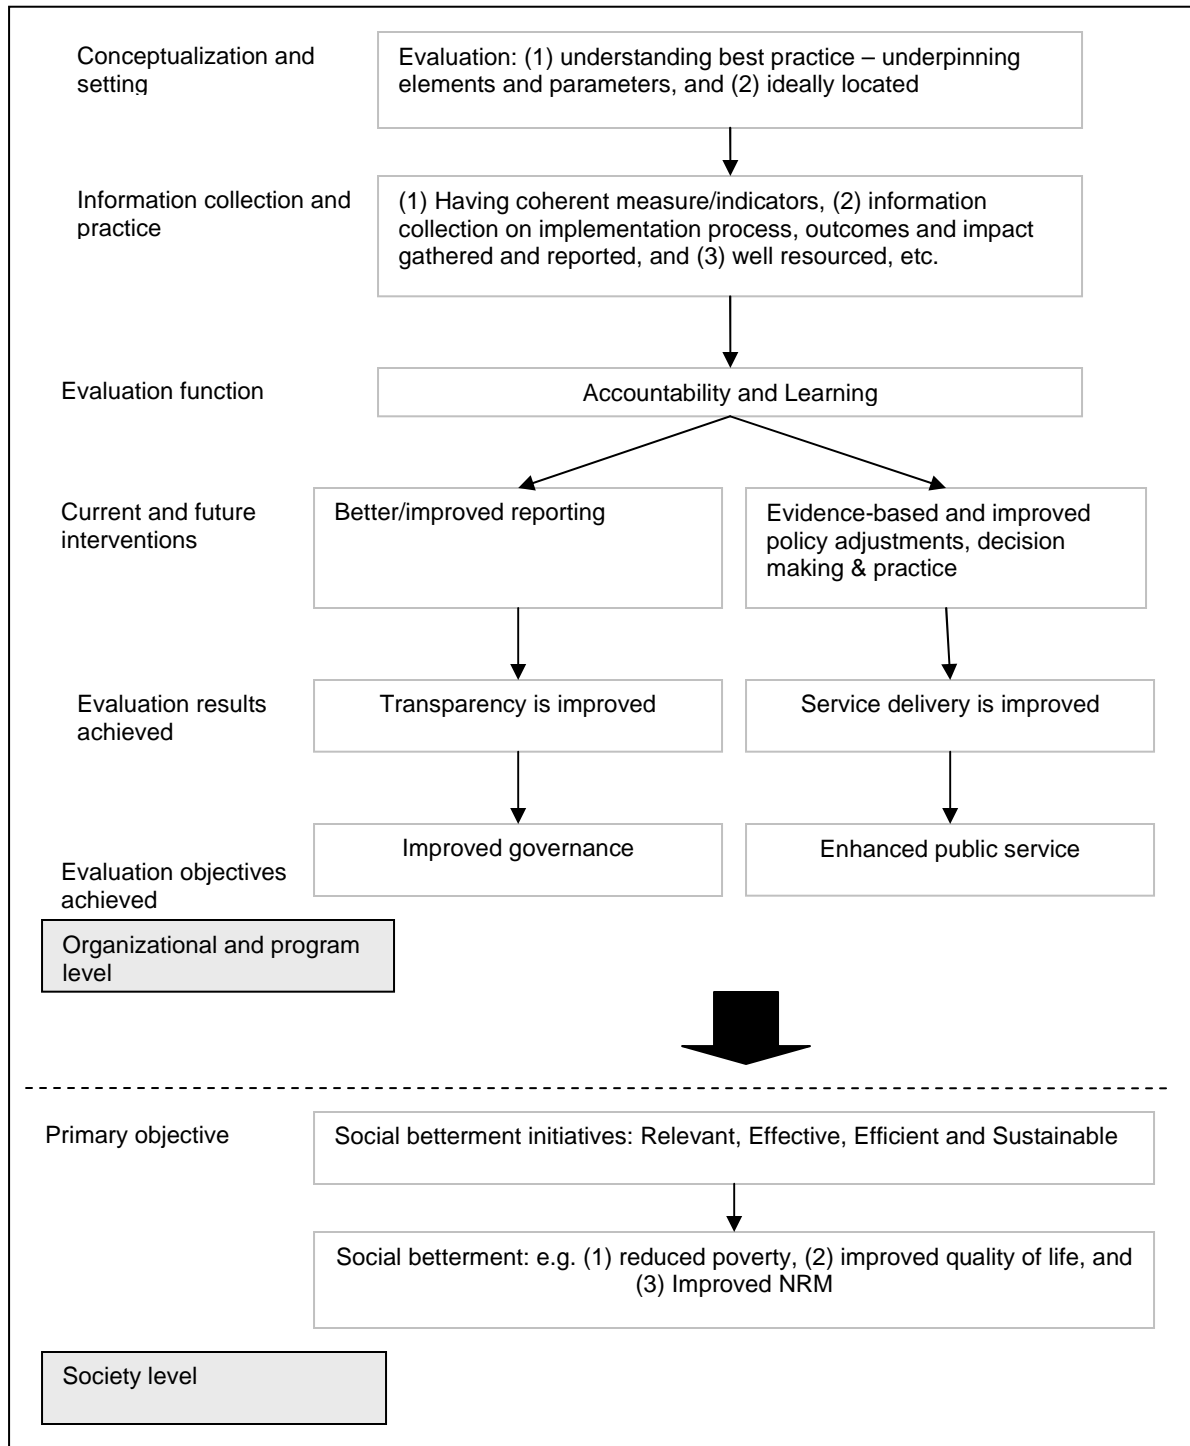 Conceptualization and
setting
Evaluation: (1) understanding best practice – underpinning
elements and parameters, and (2) ideally located
Information collection and
practice
(1) Having coherent measure/indicators, (2) information
collection on implementation process, outcomes and impact
gathered and reported, and (3) well resourced, etc.
Evaluation function
Accountability and Learning
Current and future
interventions
Better/improved reporting
Evidence-based and improved
policy adjustments, decision
making & practice
Evaluation results
achieved
Transparency is improved
Service delivery is improved
Evaluation objectives
achieved
Improved governance
Enhanced public service
Organizational and program
level
Primary objective
Social betterment initiatives: Relevant, Effective, Efficient and Sustainable
Social betterment: e.g. (1) reduced poverty, (2) improved quality of life, and
(3) Improved NRM
Society level